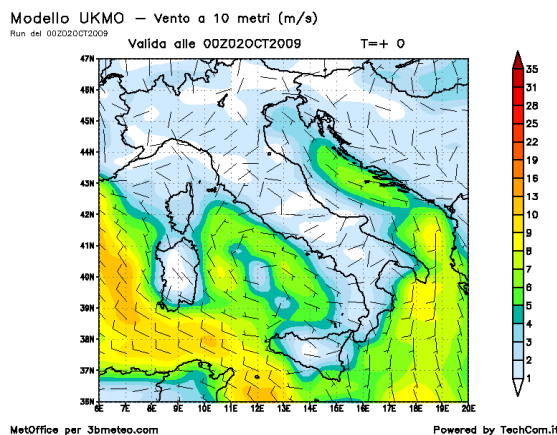 Modello UKMO – Vento a 10 metri (m/s)
Run del 00Z02OCT2009
Valida alle 00Z02OCT2009 T=+ 0
47N
46N
45N
44N
43N
42N
41N
40N
39N
38N
37N
36N
6E 7E 8E 9E 10E 11E 12E 13E 14E 15E 16E 17E 18E 19E 20E
35
31
28
25
22
19
16
13
10
9
8
7
6
5
4
3
2
1
MetOffice per 3bmeteo.com Powered by TechCom.it